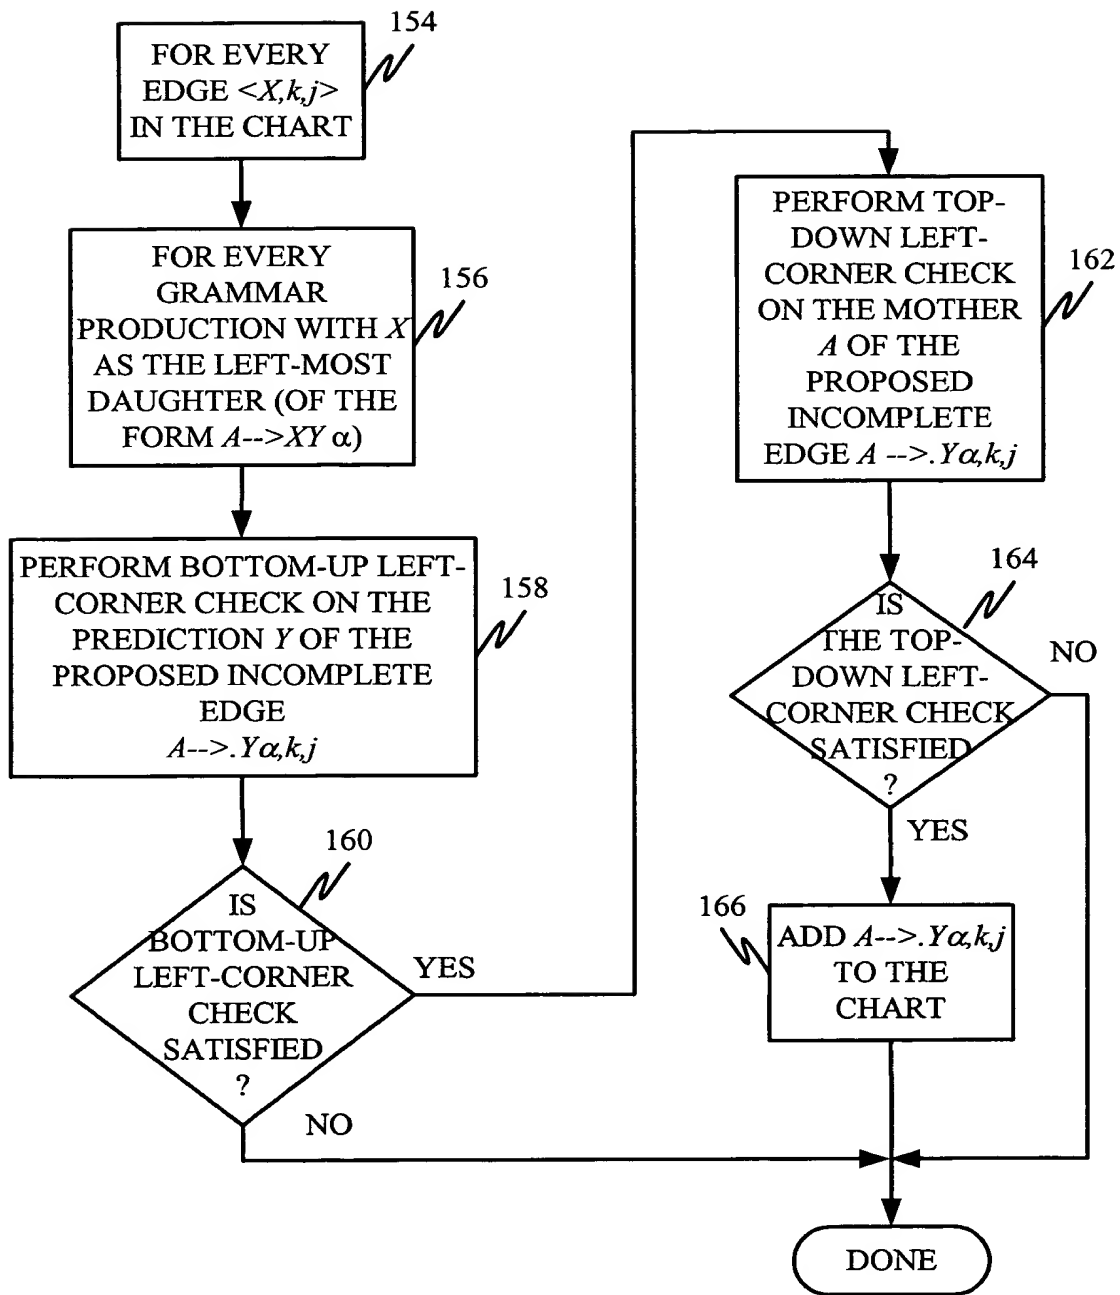 154
FOR EVERY
EDGE <X,k,j>
IN THE CHART
156
FOR EVERY
GRAMMAR
PRODUCTION WITH X
AS THE LEFT-MOST
DAUGHTER (OF THE
FORM A-->XY α)
158
PERFORM BOTTOM-UP LEFT-
CORNER CHECK ON THE
PREDICTION Y OF THE
PROPOSED INCOMPLETE
EDGE
A-->.Yα,k,j
160
IS
BOTTOM-UP
LEFT-CORNER
CHECK
SATISFIED
?
YES
NO
162
PERFORM TOP-
DOWN LEFT-
CORNER CHECK
ON THE MOTHER
A OF THE
PROPOSED
INCOMPLETE
EDGE A -->.Yα,k,j
164
IS
THE TOP-
DOWN LEFT-
CORNER CHECK
SATISFIED
?
NO
YES
166
ADD A-->.Yα,k,j
TO THE
CHART
DONE